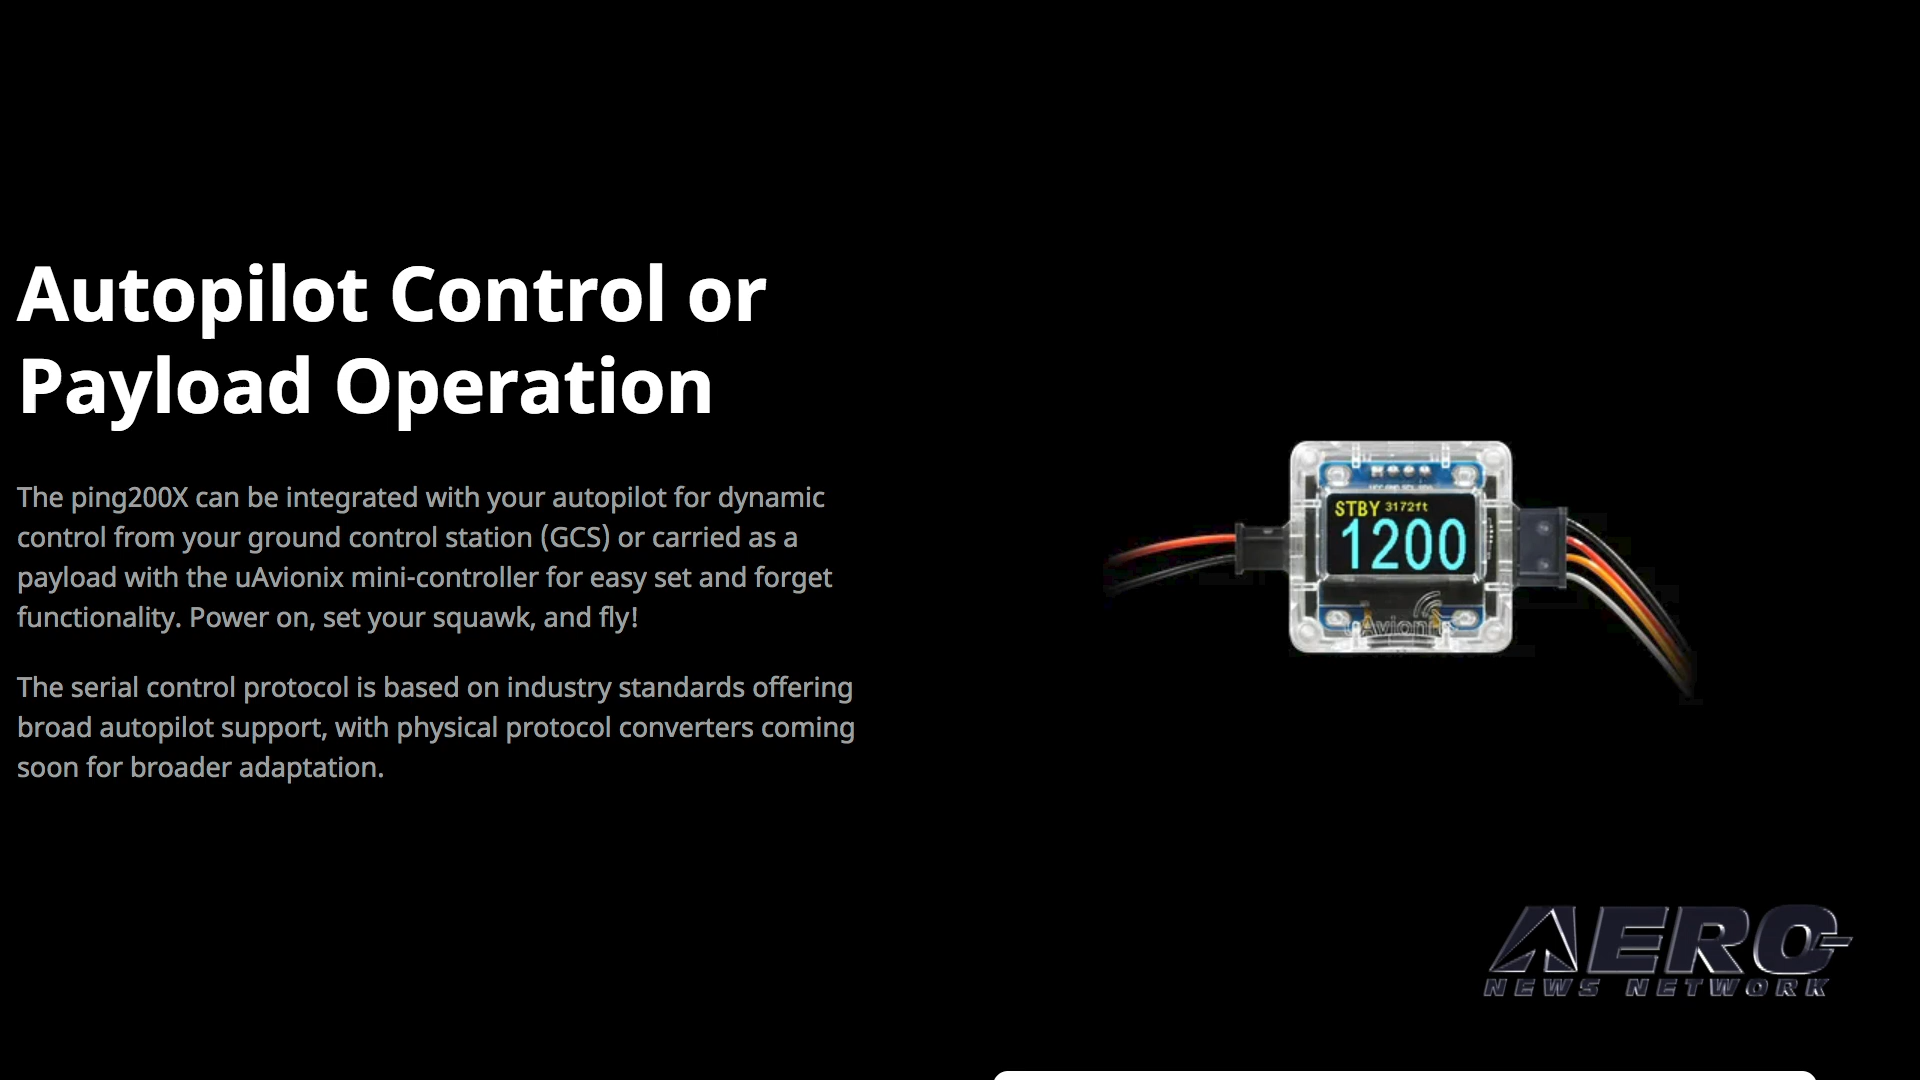 Autopilot Control or
Payload Operation
The ping200X can be integrated with your autopilot for dynamic
control from your ground control station (GCS) or carried as a
payload with the uAvionix mini-controller for easy set and forget
functionality. Power on, set your squawk, and fly!
The serial control protocol is based on industry standards offering
broad autopilot support, with physical protocol converters coming
soon for broader adaptation.
STBY 3172ft
1200
uAvionix
AERO
NEWS NETWORK